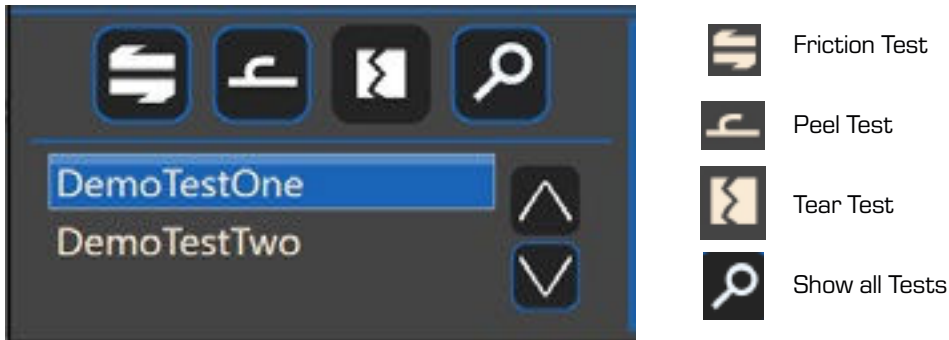 DemoTestOne
DemoTestTwo
Friction Test
Peel Test
Tear Test
Show all Tests